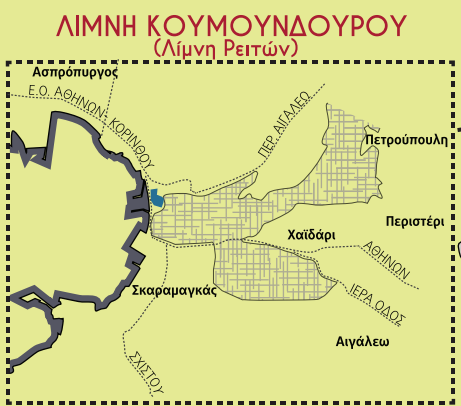 ΛΙΜΝΗ ΚΟΥΜΟΥΝΔΟΥΡΟΥ
(Λίμνη Ρειτών)
Ασπρόπυργος
Ε.Ο. ΑΘΗΝΩΝ- ΚΟΡΙΝΘΟΥ
ΠΕΡ. ΑΙΓΑΛΕΩ
Πετρούπουλη
Περιστέρι
Χαϊδάρι
ΑΘΗΝΩΝ
Σκαραμαγκάς
ΙΕΡΑ ΟΔΟΣ
Αιγάλεω
ΣΧΙΣΤΟΥ